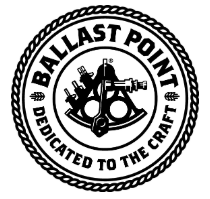 BALLAST POINT
®
DEDICATED TO THE CRAFT